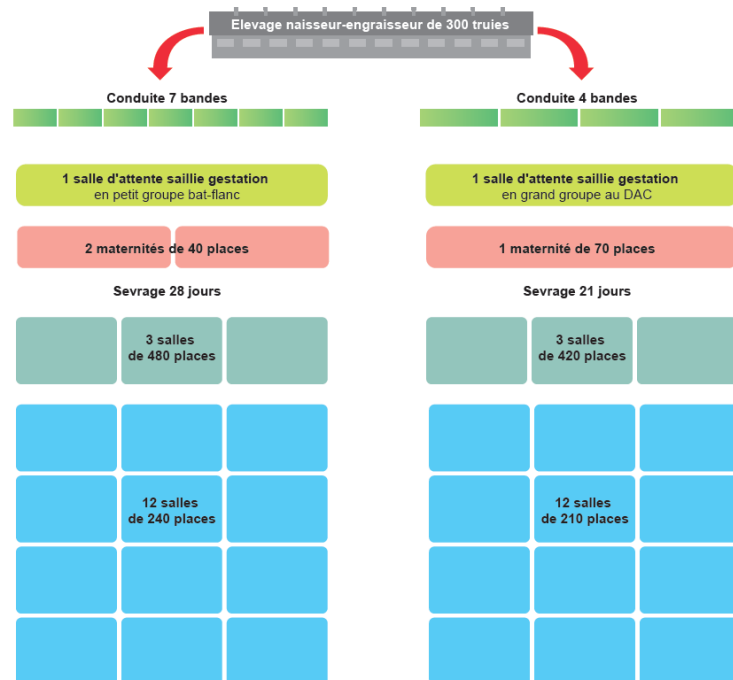 Elevage naisseur-engraisseur de 300 truies
Conduite 7 bandes
1 salle d'attente saillie gestation
en petit groupe bat-flanc
2 maternités de 40 places
Sevrage 28 jours
3 salles
de 480 places
12 salles
de 240 places
Conduite 4 bandes
1 salle d'attente saillie gestation
en grand groupe au DAC
1 maternité de 70 places
Sevrage 21 jours
3 salles
de 420 places
12 salles
de 210 places